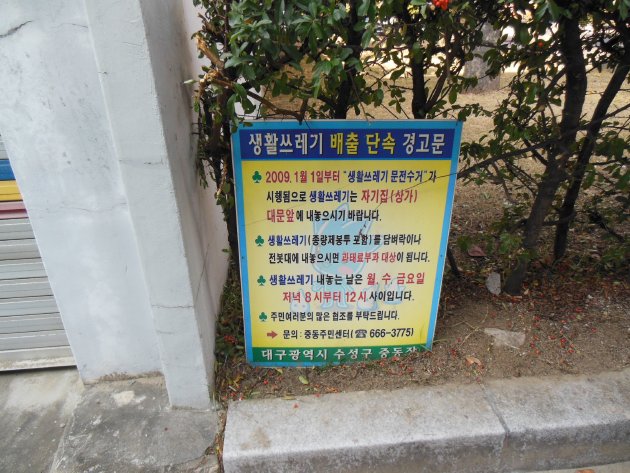 생활쓰레기 배출 단속 경고문
♣ 2009. 1월 1일부터 "생활쓰레기 문전수거"가
시행됨으로 생활쓰레기는 자기집(상가)
대문앞에 내놓으시기 바랍니다.
♣ 생활쓰레기(종량제봉투 포함)를 담벼락이나
전봇대에 내놓으시면 과태료부과 대상이 됩니다.
♣ 생활쓰레기 내놓는 날은 월, 수, 금요일
저녁 8시부터 12시 사이입니다.
♣ 주민여러분의 많은 협조를 부탁드립니다.
➡ 문의 : 중동주민센터(☎ 666-3775)
대구광역시 수성구 중동장